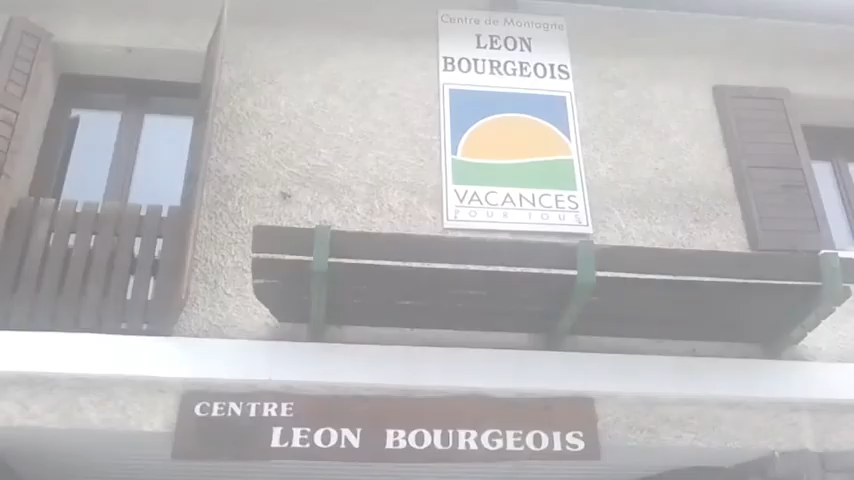 Centre de Montagne
LEON
BOURGEOIS
VACANCES
POUR TOUS
CENTRE
LEON BOURGEOIS